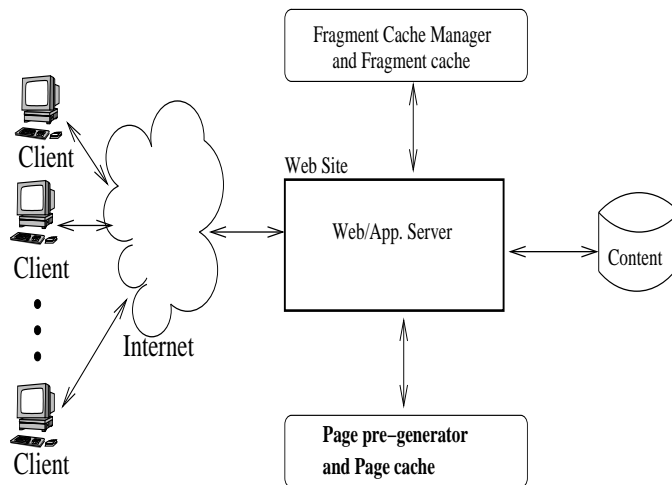 Fragment Cache Manager
and Fragment cache
Client
Web Site
Web/App. Server
Client
Content
Internet
Client
Page pre-generator
and Page cache